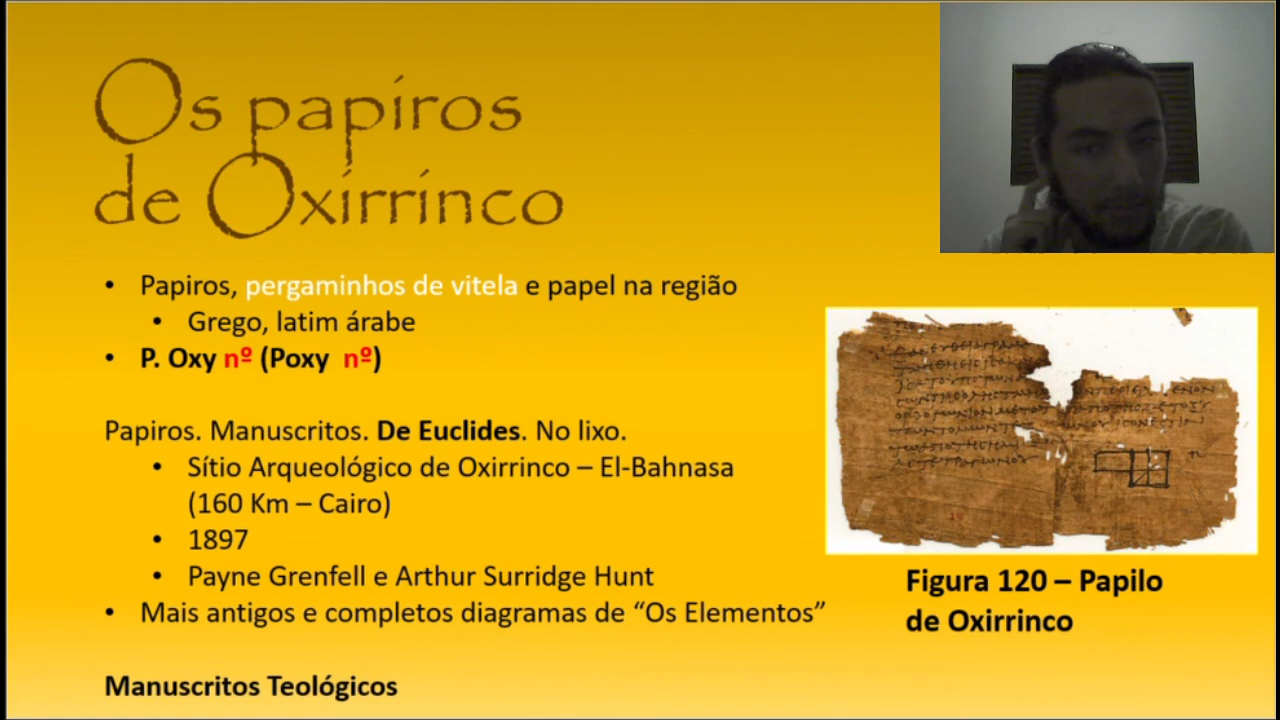 Os papiros
de Oxirrinco
• Papiros, pergaminhos de vitela e papel na região
• Grego, latim árabe
• P. Oxy nº (Poxy nº)
Papiros. Manuscritos. De Euclides. No lixo.
• Sítio Arqueológico de Oxirrinco – El-Bahnasa
(160 Km – Cairo)
• 1897
• Payne Grenfell e Arthur Surridge Hunt
• Mais antigos e completos diagramas de “Os Elementos”
Manuscritos Teológicos
Figura 120 – Papilo
de Oxirrinco